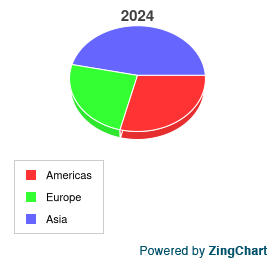 2024
Americas
Europe
Asia
Powered by ZingChart